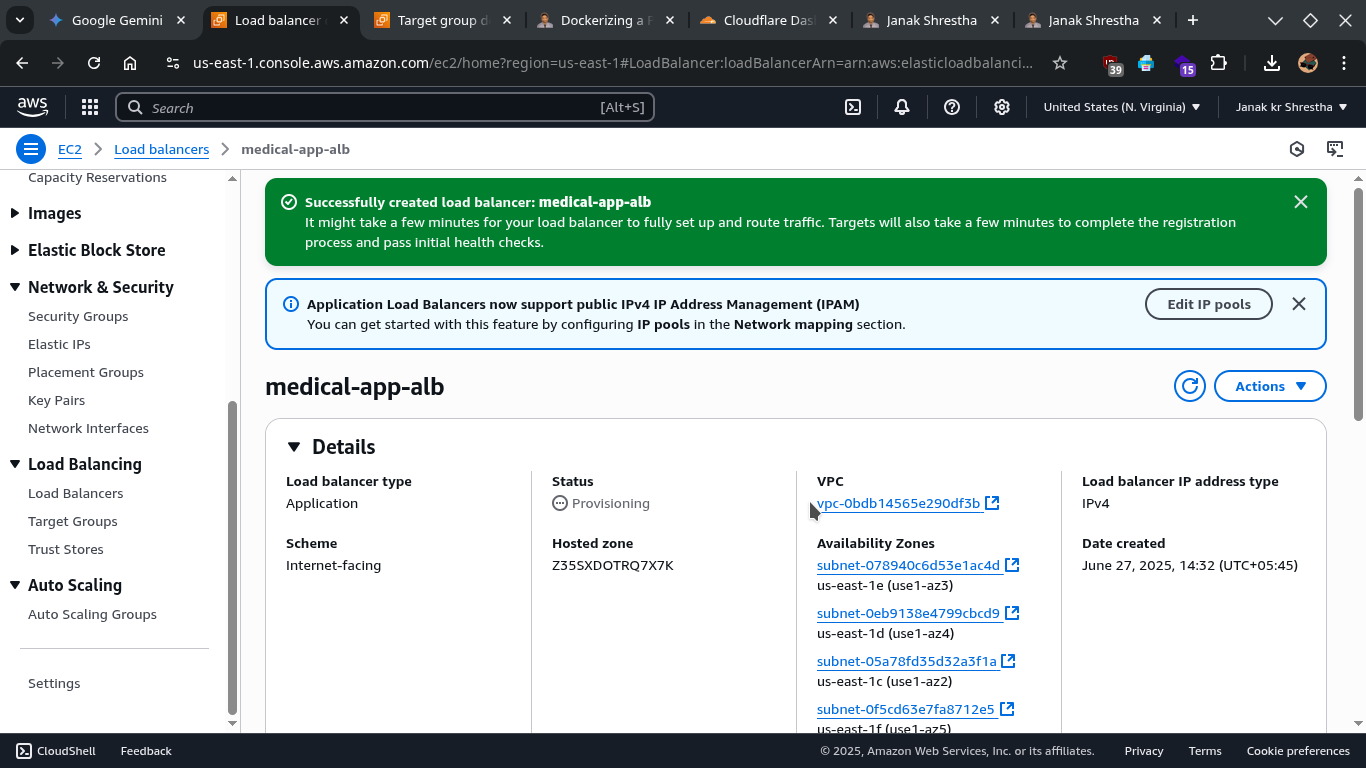 Google Gemini
Load balancer
Target group d
Dockerizing a
Cloudflare Das
Janak Shrestha
Janak Shrestha
us-east-1.console.aws.amazon.com/ec2/home?region=us-east-1#LoadBalancer:loadBalancerArn=arn:aws:elasticloadbalanci...
39
15
aws
Search
[Alt+S]
United States (N. Virginia)
Janak kr Shrestha
EC2
Load balancers
medical-app-alb
Capacity Reservations
Images
Elastic Block Store
Network & Security
Security Groups
Elastic IPs
Placement Groups
Key Pairs
Network Interfaces
Load Balancing
Load Balancers
Target Groups
Trust Stores
Auto Scaling
Auto Scaling Groups
Settings
Successfully created load balancer: medical-app-alb
It might take a few minutes for your load balancer to fully set up and route traffic. Targets will also take a few minutes to complete the registration
process and pass initial health checks.
Application Load Balancers now support public IPv4 IP Address Management (IPAM)
You can get started with this feature by configuring IP pools in the Network mapping section.
Edit IP pools
medical-app-alb
Actions
Details
Load balancer type
Application
Scheme
Internet-facing
Status
Provisioning
Hosted zone
Z35SXDOTRQ7X7K
VPC
vpc-0bdb14565e290df3b
Availability Zones
subnet-078940c6d53e1ac4d
us-east-1e (use1-az3)
subnet-0eb9138e4799cbcd9
us-east-1d (use1-az4)
subnet-05a78fd35d32a3f1a
us-east-1c (use1-az2)
subnet-0f5cd63e7fa8712e5
us-east-1f (use1-az5)
Load balancer IP address type
IPv4
Date created
June 27, 2025, 14:32 (UTC+05:45)
CloudShell
Feedback
© 2025, Amazon Web Services, Inc. or its affiliates.
Privacy
Terms
Cookie preferences